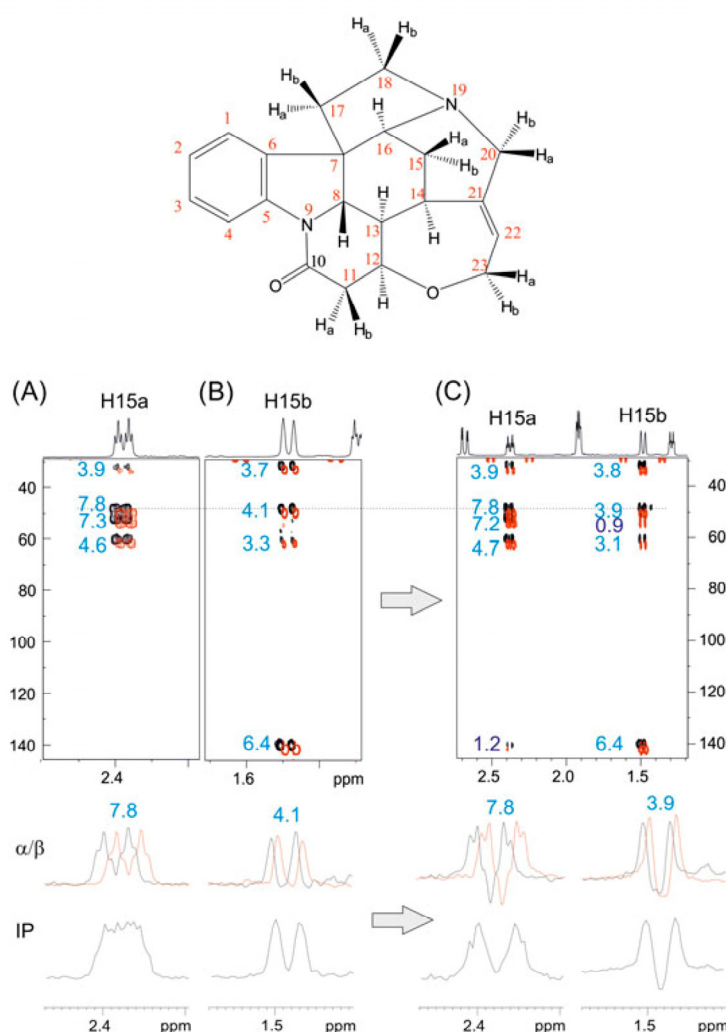 Ha
Hb
Hb
18
N
19
Ha
17
H
Hb
1
6
16
Ha
20
Ha
2
7
15
Hb
8
14
21
3
9
H
5
N
13
22
4
H
H
10
12
23
Ha
O
11
H
O
Hb
Ha
Hb
(A)
(B)
(C)
H15a
H15b
H15a
H15b
40
3.9
3.7
3.9
3.8
40
7.8
4.1
7.8
3.9
7.3
7.2
0.9
60
4.6
3.3
4.7
3.1
60
80
80
100
100
120
120
140
6.4
1.2
6.4
140
2.4
1.6
ppm
2.5
2.0
1.5
7.8
4.1
7.8
3.9
α/β
IP
2.4
ppm
1.5
ppm
2.4
ppm
1.5
ppm